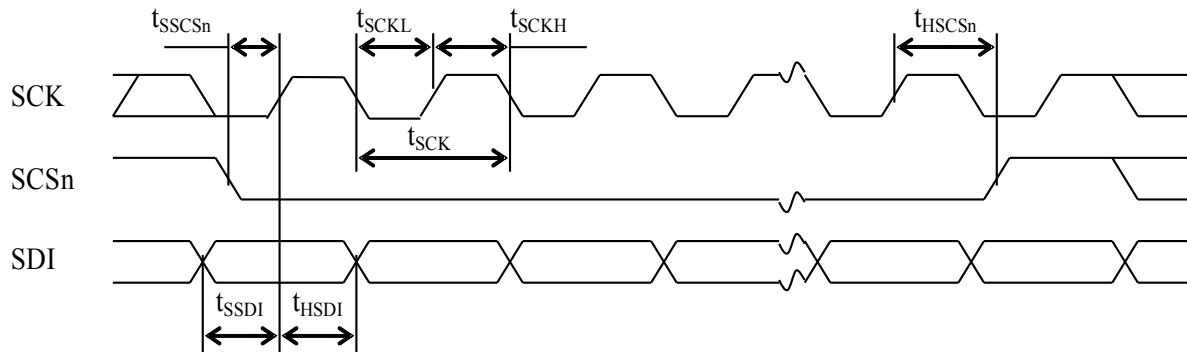 tSSCSn tSCKL tSCKH tHSCSn
SCK
tSCK
SCSn
SDI
tSSDI tHSDI